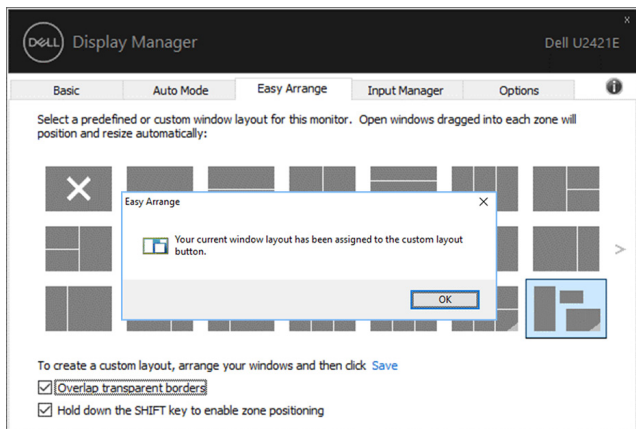 x
DELL Display Manager Dell U2421E
Basic Auto Mode Easy Arrange Input Manager Options
Select a predefined or custom window layout for this monitor. Open windows dragged into each zone will
position and resize automatically:
Easy Arrange
Your current window layout has been assigned to the custom layout
button.
OK
To create a custom layout, arrange your windows and then click Save
Overlap transparent borders
Hold down the SHIFT key to enable zone positioning